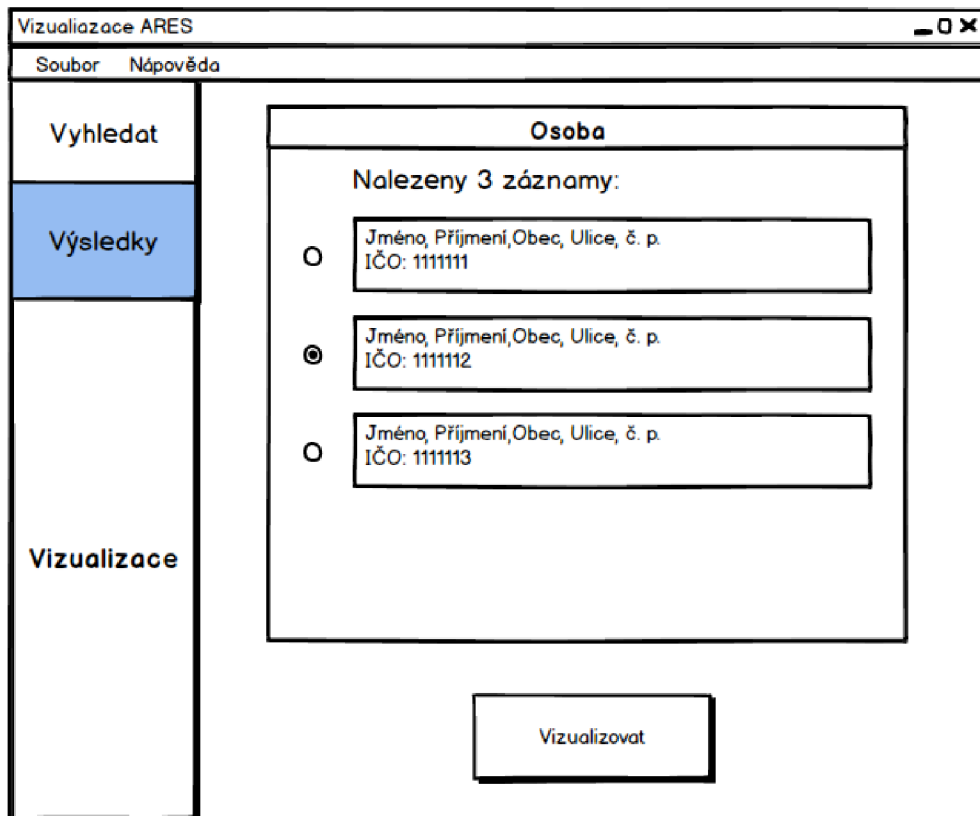 Vizualiazace ARES
Soubor Nápověda
Vyhledat
Výsledky
Vizualizace
Osoba
Nalezeny 3 záznamy:
Jméno, Příjmení,Obec, Ulice, č. p.
IČO: 1111111
Jméno, Příjmení,Obec, Ulice, č. p.
IČO: 1111112
Jméno, Příjmení,Obec, Ulice, č. p.
IČO: 1111113
Vizualizovat